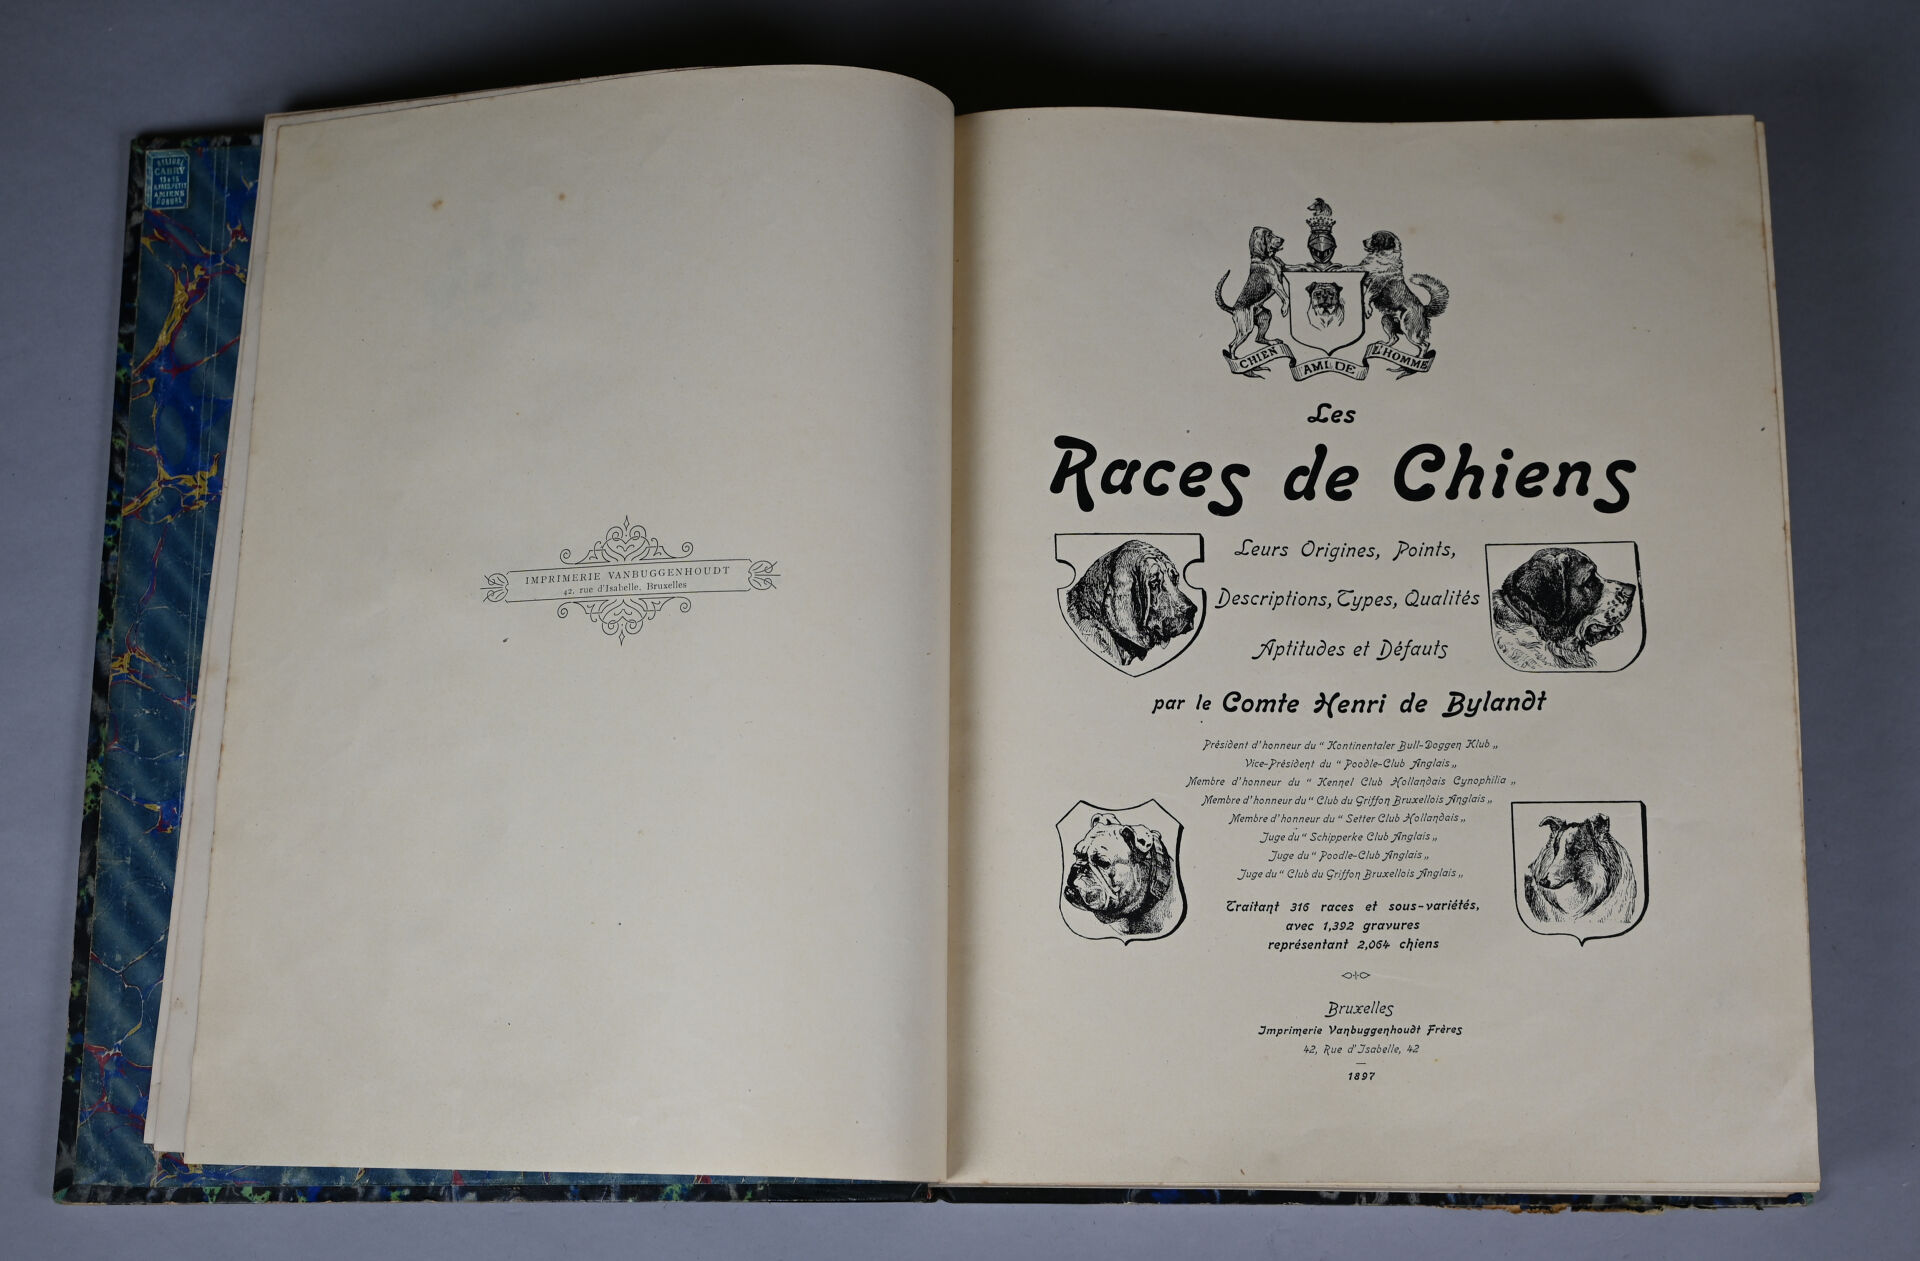 CABRY
AMIENS
IMPRIMERIE VANBUGGENHOUDT
42, rue d'Isabelle, Bruxelles
CHIEN AMI DE L'HOMME
Les
Races de Chiens
Leurs Origines, Points,
Descriptions, Types, Qualités
Aptitudes et Défauts
par le Comte Henri de Bylandt
Président d'honneur du “ Kontinentaler Bull-Doggen Klub „
Vice-Président du “ Poodle-Club Anglais „
Membre d'honneur du “ Kennel Club Hollandais Cynophilia „
Membre d'honneur du “ Club du Griffon Bruxellois Anglais „
Membre d'honneur du “ Setter Club Hollandais „
Juge du “ Schipperke Club Anglais „
Juge du “ Poodle-Club Anglais „
Juge du “ Club du Griffon Bruxellois Anglais „
Traitant 316 races et sous-variétés,
avec 1,392 gravures
représentant 2,064 chiens
Bruxelles
Imprimerie Vanbuggenhoudt Frères
42, Rue d'Isabelle, 42
1897